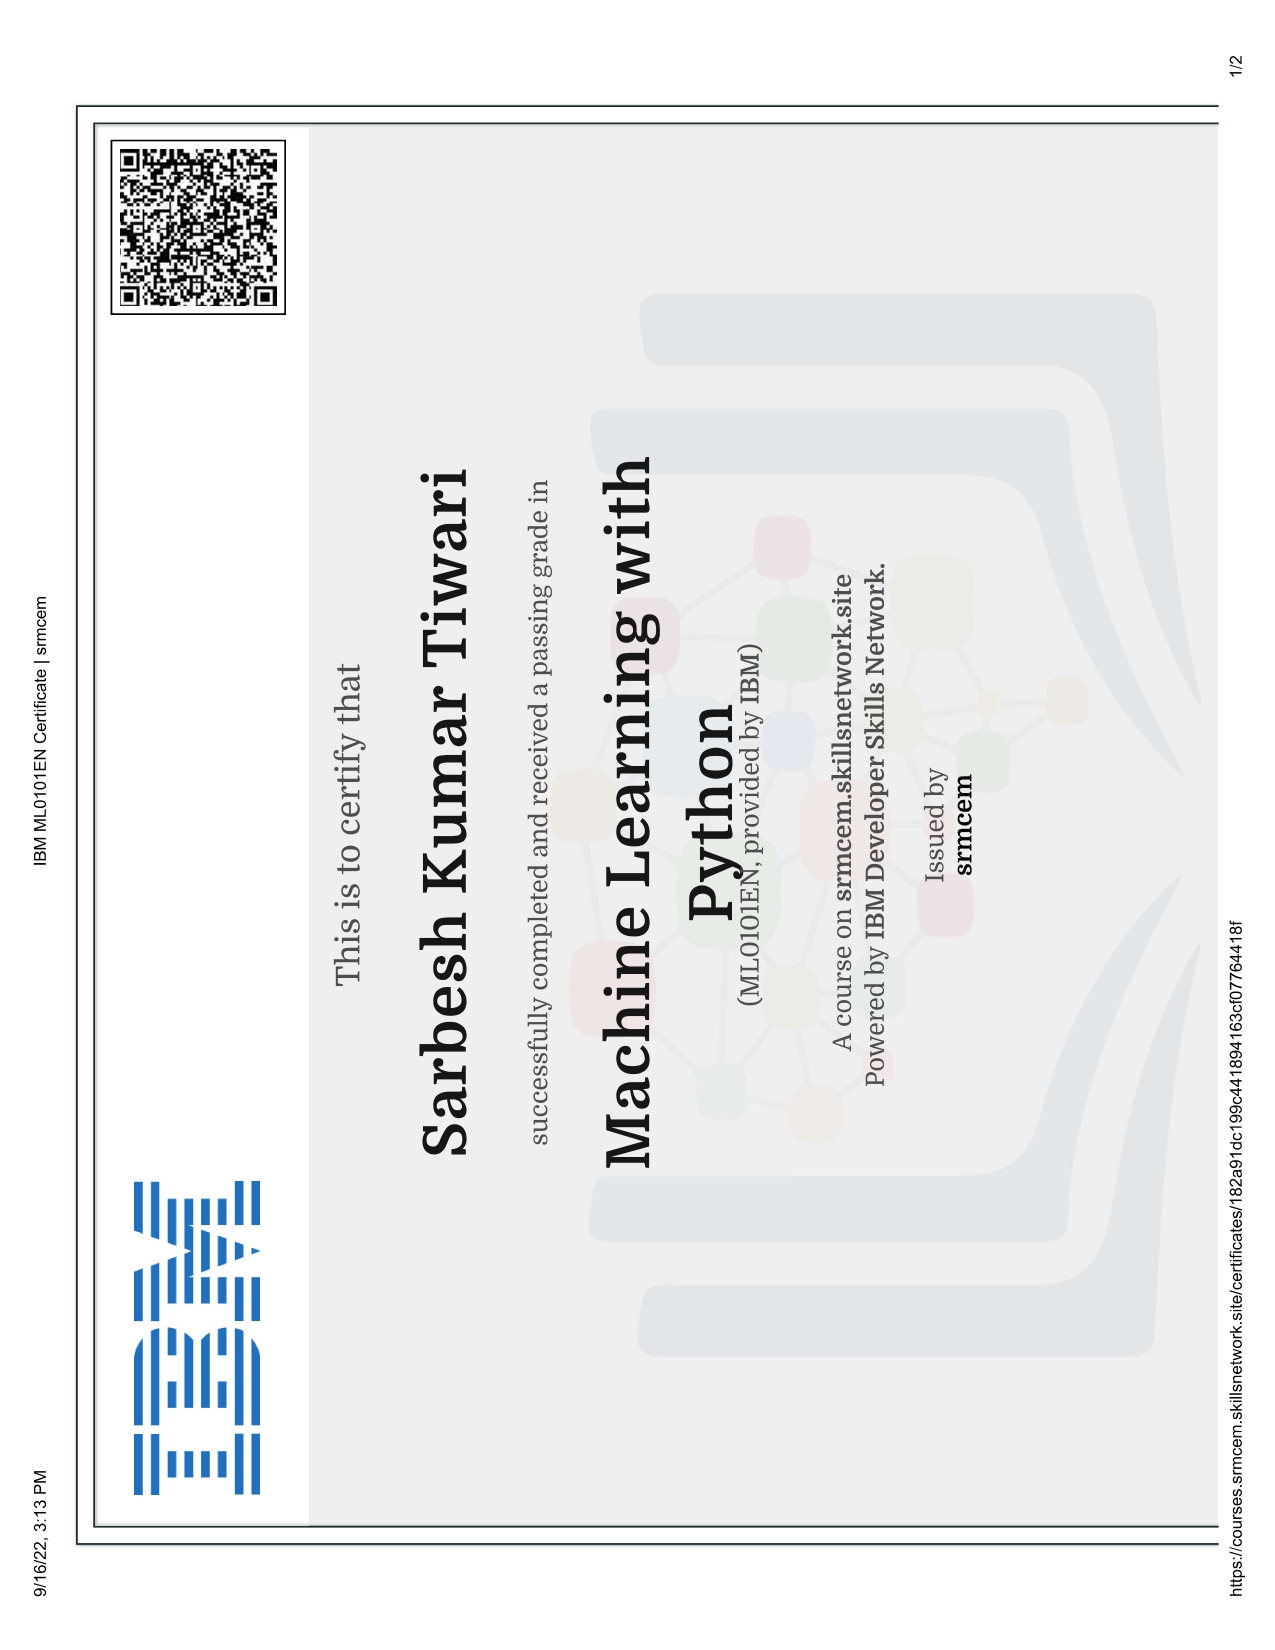 9/16/22, 3:13 PM
IBM ML0101EN Certificate | srmcem
IBM
This is to certify that
Sarbesh Kumar Tiwari
successfully completed and received a passing grade in
Machine Learning with
Python
(ML0101EN, provided by IBM)
A course on srmcem.skillsnetwork.site
Powered by IBM Developer Skills Network.
Issued by
srmcem
https://courses.srmcem.skillsnetwork.site/certificates/182a91dc199c441894163cf07764418f
1/2